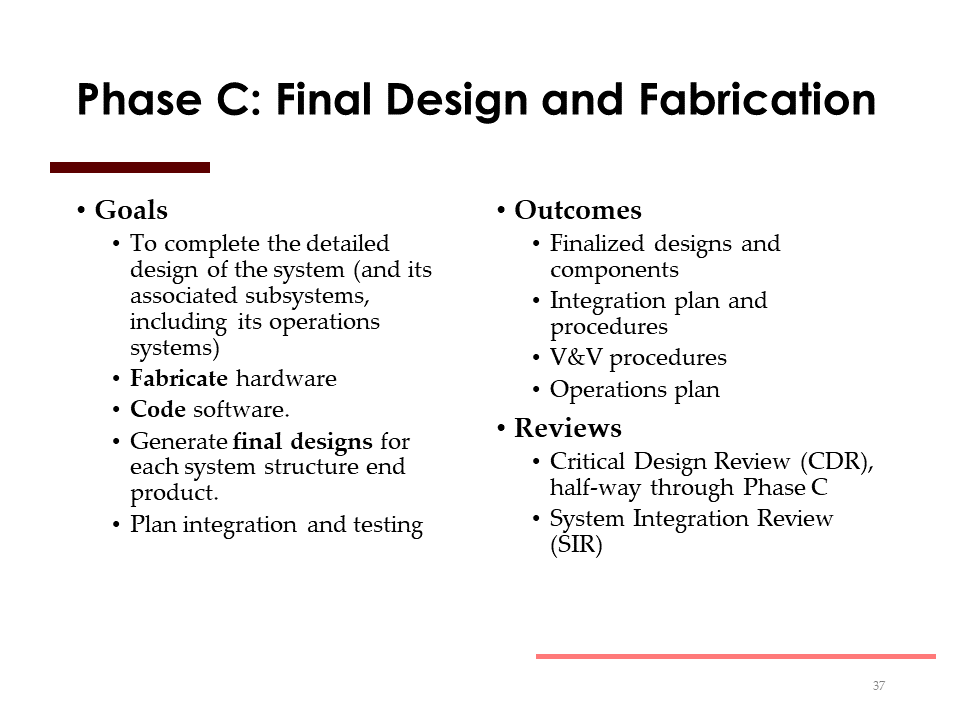 Phase C: Final Design and Fabrication
• Goals
• To complete the detailed
design of the system (and its
associated subsystems,
including its operations
systems)
• Fabricate hardware
• Code software.
• Generate final designs for
each system structure end
product.
• Plan integration and testing
• Outcomes
• Finalized designs and
components
• Integration plan and
procedures
• V&V procedures
• Operations plan
• Reviews
• Critical Design Review (CDR),
half-way through Phase C
• System Integration Review
(SIR)
37